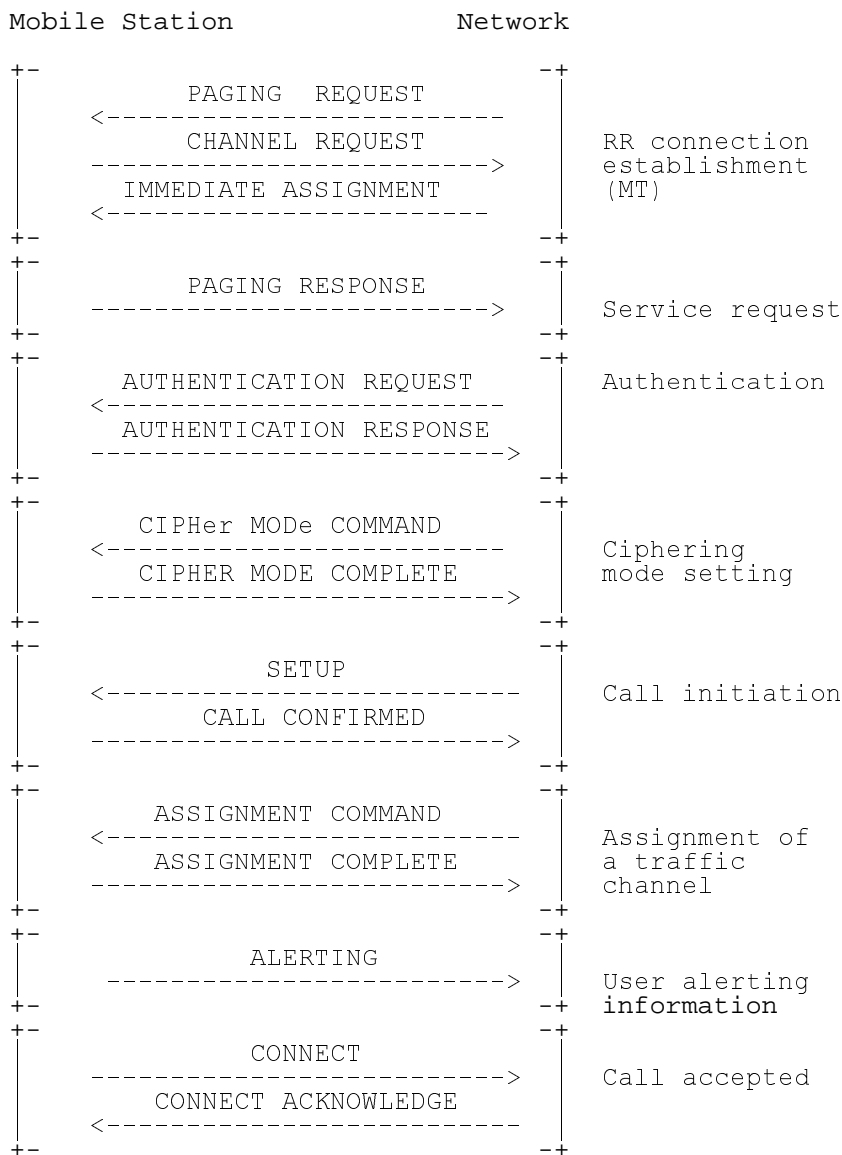 Mobile Station Network
PAGING REQUEST
CHANNEL REQUEST
RR connection
establishment
IMMEDIATE ASSIGNMENT
(MT)
PAGING RESPONSE
Service request
AUTHENTICATION REQUEST
Authentication
AUTHENTICATION RESPONSE
CIPHer MODe COMMAND
Ciphering
CIPHER MODE COMPLETE
mode setting
SETUP
Call initiation
CALL CONFIRMED
ASSIGNMENT COMMAND
Assignment of
ASSIGNMENT COMPLETE
a traffic
channel
ALERTING
User alerting
information
CONNECT
Call accepted
CONNECT ACKNOWLEDGE